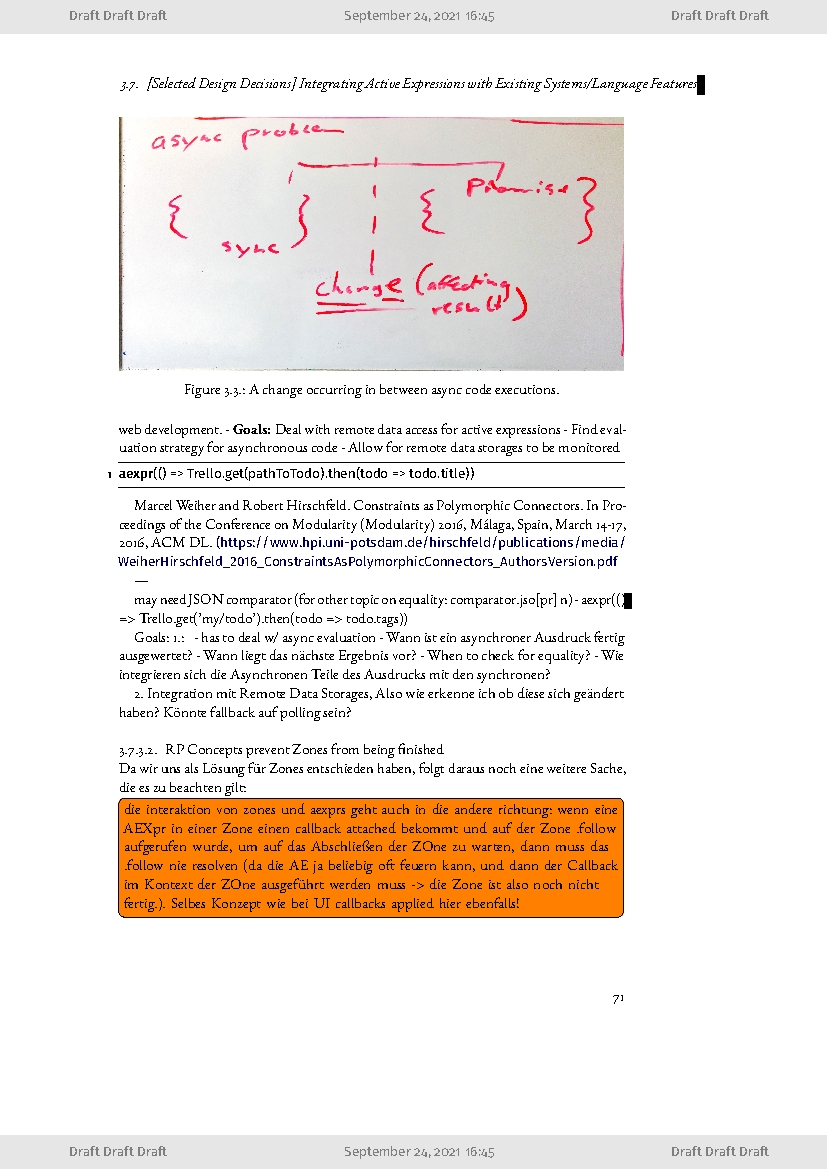 Draft Draft Draft September 24, 2021 16:45 Draft Draft Draft
3.7. [Selected Design Decisions] Integrating Active Expressions with Existing Systems/Language Features
async problem
{ } { Promise }
sync
change (affecting
result)
Figure 3.3.: A change occurring in between async code executions.
web development. - Goals: Deal with remote data access for active expressions - Find eval-
uation strategy for asynchronous code - Allow for remote data storages to be monitored
1 aexpr(() => Trello.get(pathToTodo).then(todo => todo.title))
Marcel Weiher and Robert Hirschfeld. Constraints as Polymorphic Connectors. In Pro-
ceedings of the Conference on Modularity (Modularity) 2016, Málaga, Spain, March 14-17,
2016, ACM DL. (https://www.hpi.uni-potsdam.de/hirschfeld/publications/media/
WeiherHirschfeld_2016_ConstraintsAsPolymorphicConnectors_AuthorsVersion.pdf
—
may need JSON comparator (for other topic on equality: comparator.jso[pr] n) - aexpr(()
=> Trello.get('my/todo').then(todo => todo.tags))
Goals: 1.: - has to deal w/ async evaluation - Wann ist ein asynchroner Ausdruck fertig
ausgewertet? - Wann liegt das nächste Ergebnis vor? - When to check for equality? - Wie
integrieren sich die Asynchronen Teile des Ausdrucks mit den synchronen?
2. Integration mit Remote Data Storages, Also wie erkenne ich ob diese sich geändert
haben? Könnte fallback auf polling sein?
3.7.3.2. RP Concepts prevent Zones from being finished
Da wir uns als Lösung für Zones entschieden haben, folgt daraus noch eine weitere Sache,
die es zu beachten gilt:
die interaktion von zones und aexprs geht auch in die andere richtung: wenn eine
AEXpr in einer Zone einen callback attached bekommt und auf der Zone .follow
aufgerufen wurde, um auf das Abschließen der ZOne zu warten, dann muss das
.follow nie resolven (da die AE ja beliebig oft feuern kann, und dann der Callback
im Kontext der ZOne ausgeführt werden muss -> die Zone ist also noch nicht
fertig.). Selbes Konzept wie bei UI callbacks applied hier ebenfalls!
71
Draft Draft Draft September 24, 2021 16:45 Draft Draft Draft